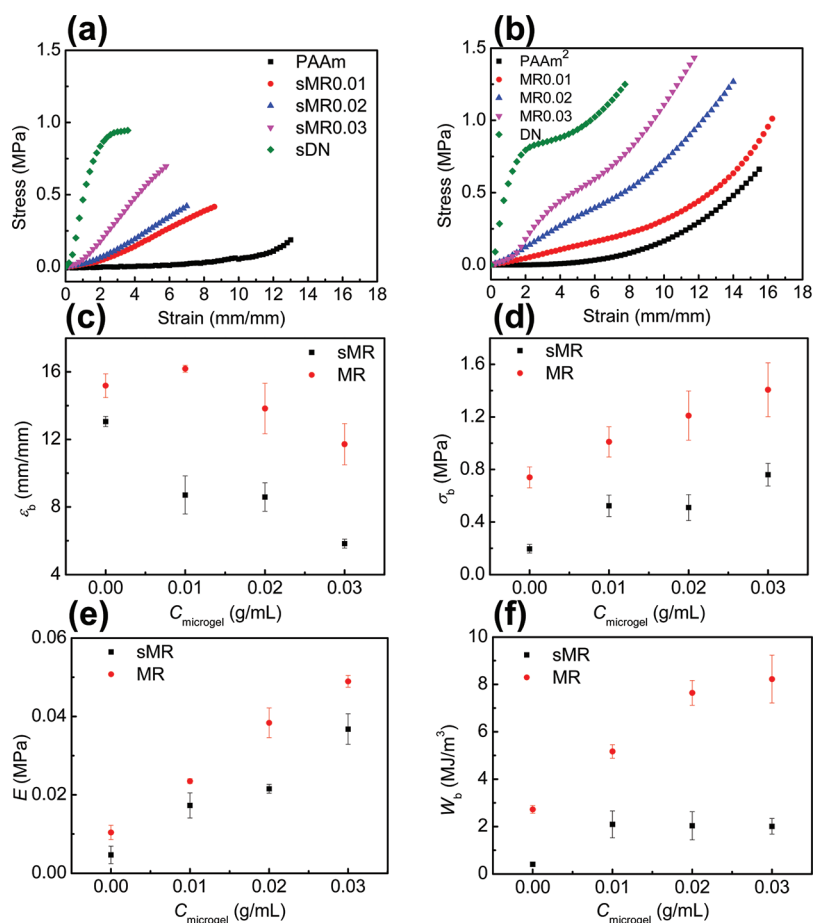 (a)
PAAm
sMR0.01
sMR0.02
sMR0.03
sDN
1.5
1.0
0.5
0.0
Stress (MPa)
0 2 4 6 8 10 12 14 16 18
Strain (mm/mm)
(b)
PAAm²
MR0.01
MR0.02
MR0.03
DN
1.5
1.0
0.5
0.0
Stress (MPa)
0 2 4 6 8 10 12 14 16 18
Strain (mm/mm)
(c)
sMR
MR
16
12
8
4
εb (mm/mm)
0.00 0.01 0.02 0.03
Cmicrogel (g/mL)
(d)
sMR
MR
1.6
1.2
0.8
0.4
0.0
σb (MPa)
0.00 0.01 0.02 0.03
Cmicrogel (g/mL)
(e)
sMR
MR
0.06
0.04
0.02
0.00
E (MPa)
0.00 0.01 0.02 0.03
Cmicrogel (g/mL)
(f)
sMR
MR
10
8
6
4
2
0
Wb (MJ/m³)
0.00 0.01 0.02 0.03
Cmicrogel (g/mL)